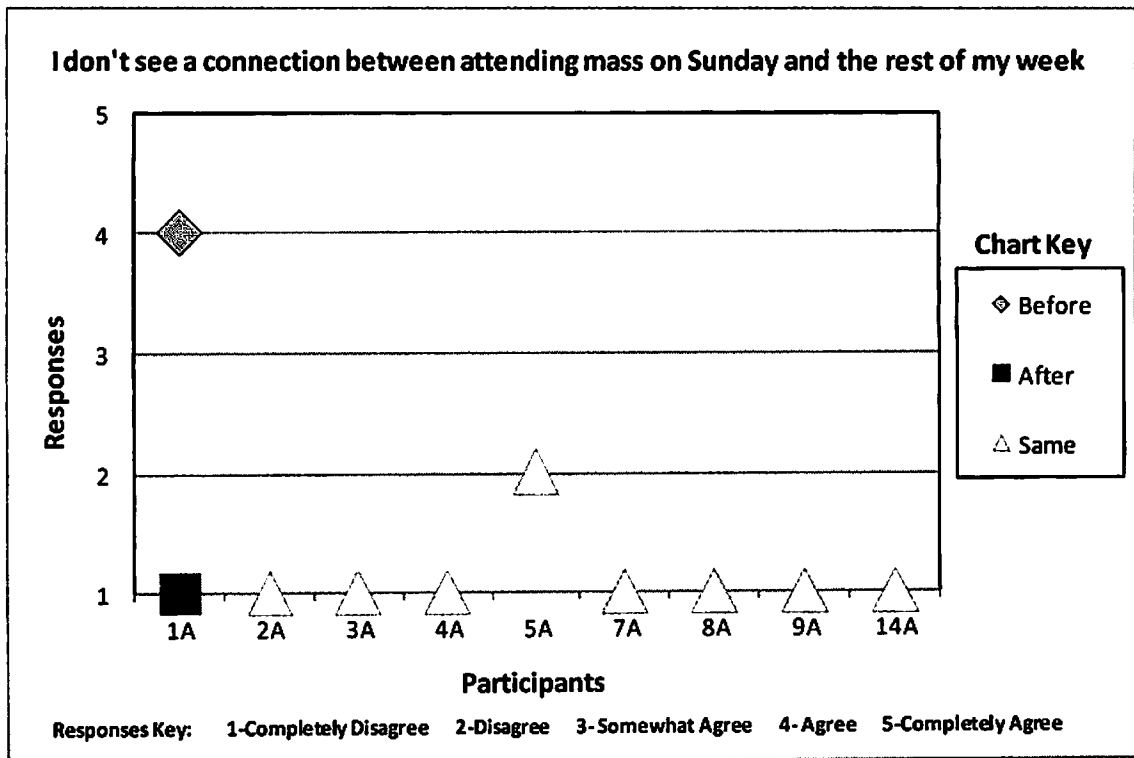 I don't see a connection between attending mass on Sunday and the rest of my week
5
4
3
2
1
Responses
1A 2A 3A 4A 5A 7A 8A 9A 14A
Participants
Chart Key
Before
After
Same
Responses Key: 1-Completely Disagree 2-Disagree 3-Somewhat Agree 4-Agree 5-Completely Agree